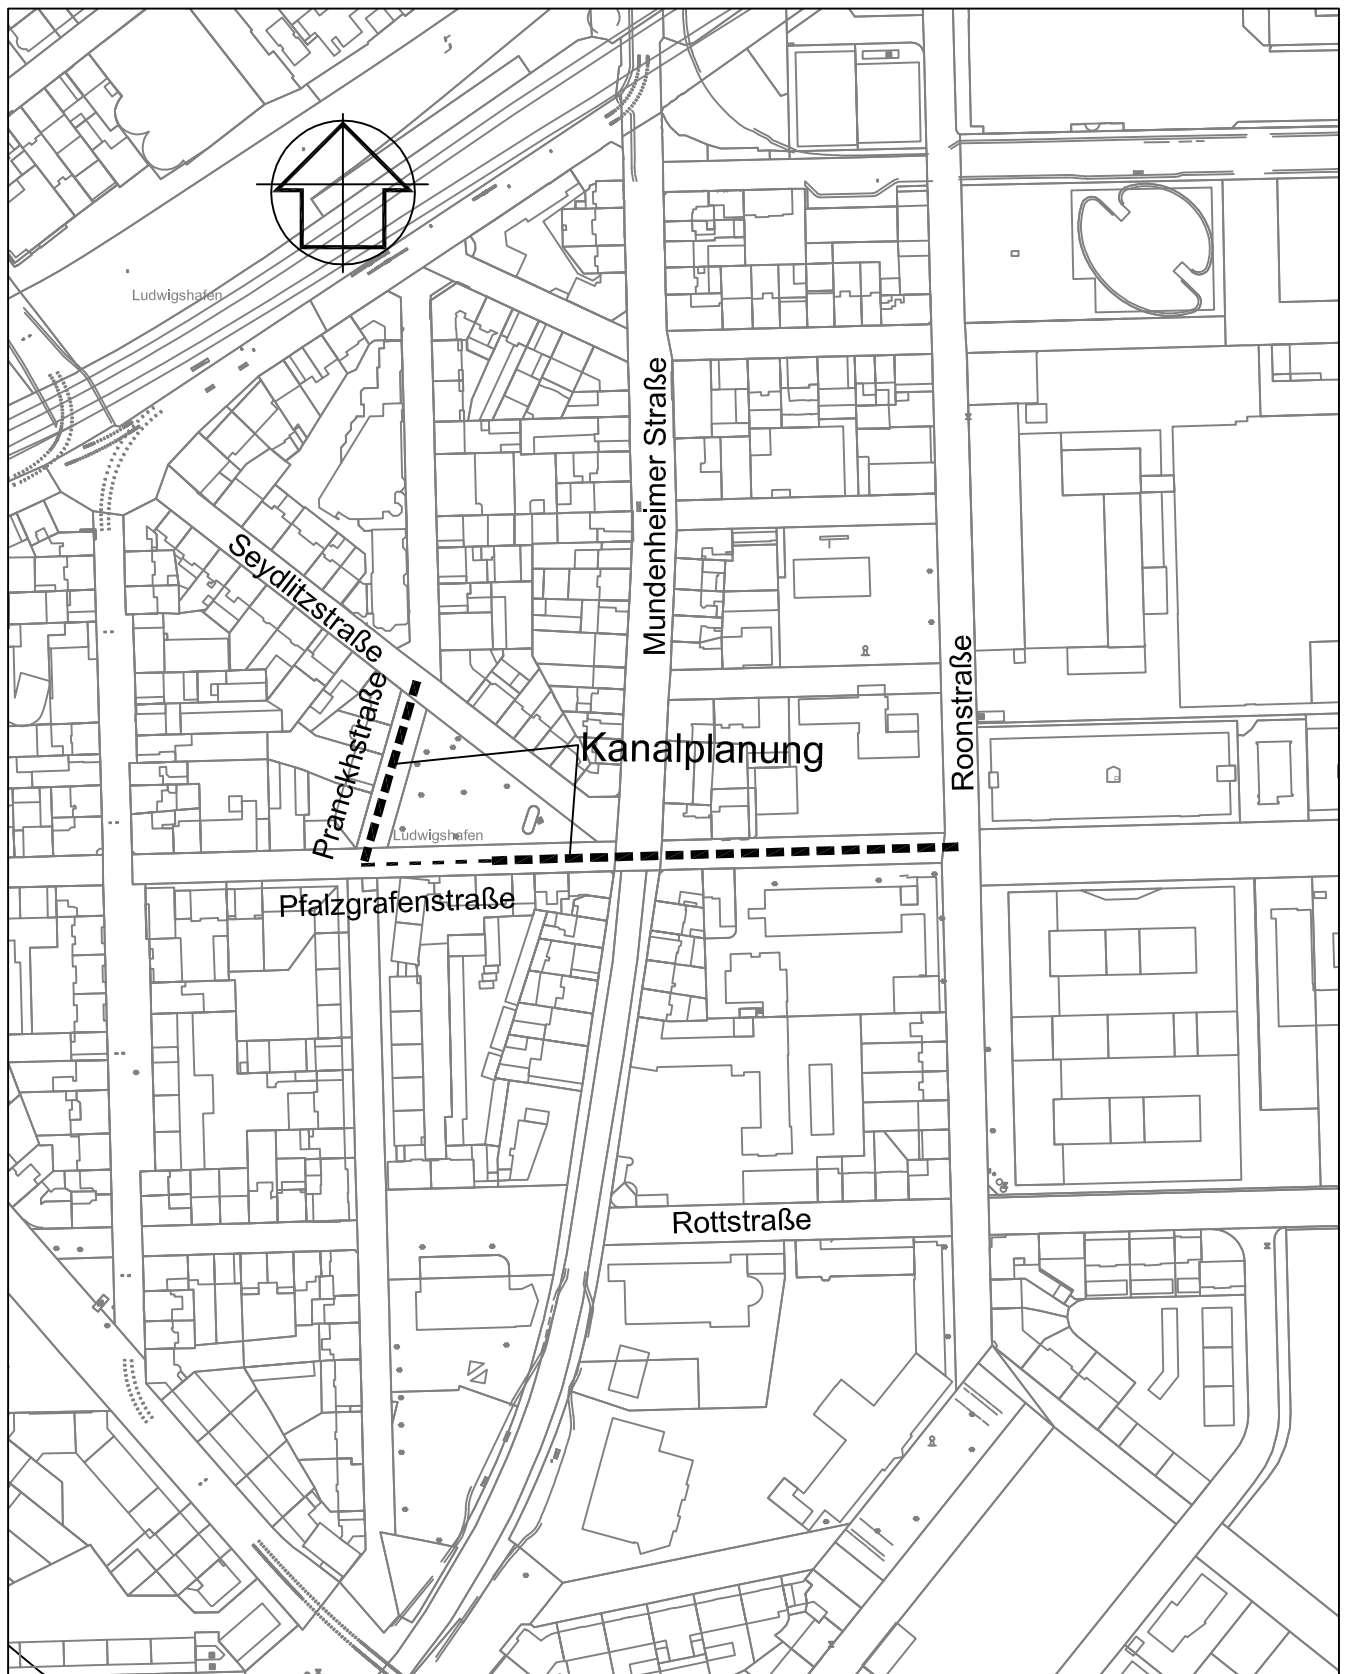 Ludwigshafen
Mundenheimer Straße
Seydlitzstraße
Roonstraße
Pranckhstraße
Kanalplanung
Ludwigshafen
Pfalzgrafenstraße
Rottstraße